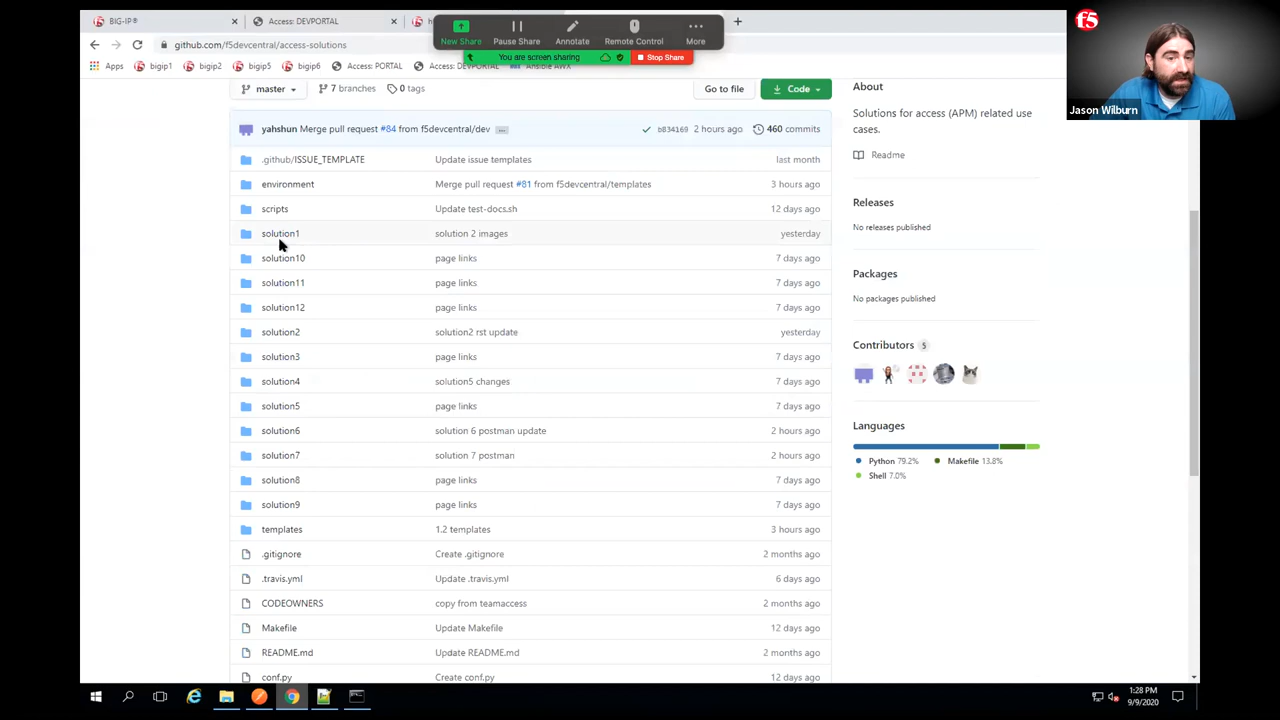 BIG-IP®
Access: DEVPORTAL
New Share
Pause Share
Annotate
Remote Control
More
You are screen sharing
Stop Share
github.com/f5devcentral/access-solutions
Apps
bigip1
bigip2
bigip5
bigip6
Access: PORTAL
Access: DEVPORTAL
Ansible AWX
f5
Jason Wilburn
master
7 branches
0 tags
Go to file
Code
yahshun Merge pull request #84 from f5devcentral/dev ...
b834169 2 hours ago
460 commits
.github/ISSUE_TEMPLATE Update issue templates last month
environment Merge pull request #81 from f5devcentral/templates 3 hours ago
scripts Update test-docs.sh 12 days ago
solution1 solution 2 images yesterday
solution10 page links 7 days ago
solution11 page links 7 days ago
solution12 page links 7 days ago
solution2 solution2 rst update yesterday
solution3 page links 7 days ago
solution4 solution5 changes 7 days ago
solution5 page links 7 days ago
solution6 solution 6 postman update 2 hours ago
solution7 solution 7 postman 2 hours ago
solution8 page links 7 days ago
solution9 page links 7 days ago
templates 1.2 templates 3 hours ago
.gitignore Create .gitignore 2 months ago
.travis.yml Update .travis.yml 6 days ago
CODEOWNERS copy from teamaccess 2 months ago
Makefile Update Makefile 12 days ago
README.md Update README.md 2 months ago
conf.py Create conf.py 12 days ago
About
Solutions for access (APM) related use
cases.
Readme
Releases
No releases published
Packages
No packages published
Contributors 5
Languages
Python 79.2%
Makefile 13.8%
Shell 7.0%
1:28 PM
9/9/2020